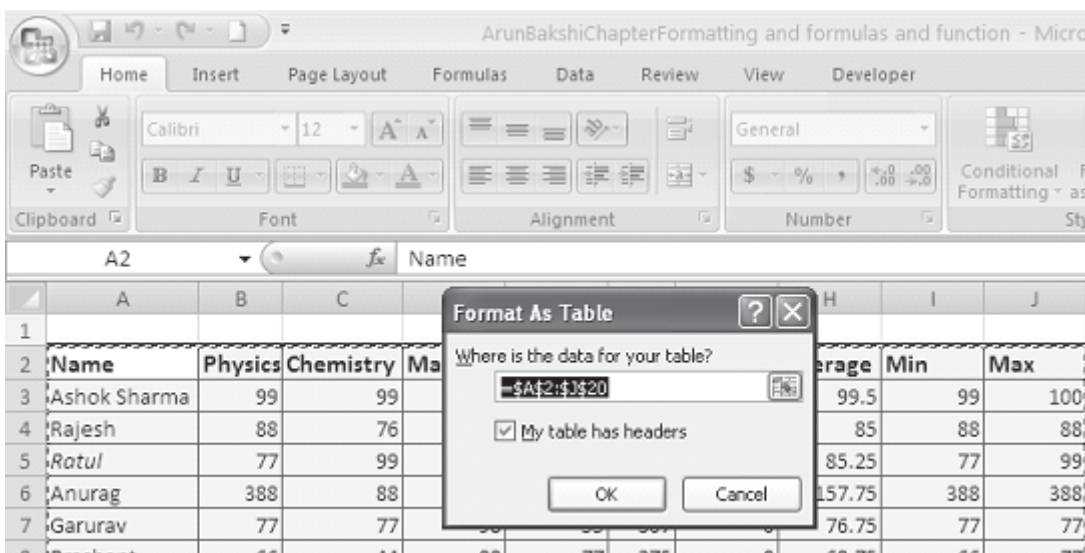 ArunBakshiChapterFormatting and formulas and function - Micro
Home Insert Page Layout Formulas Data Review View Developer
Calibri 12 A A General
Paste B I U A $ % , .00 Conditional
Formatting as
Clipboard Font Alignment Number Sty
A2 fx Name
A B C H I J
Format As Table
1
Where is the data for your table?
2 Name Physics Chemistry Ma erage Min Max
=$A$2:$J$20
3 Ashok Sharma 99 99 99.5 99 100
My table has headers
4 Rajesh 88 76 85 88 88
5 Ratul 77 99 85.25 77 99
6 Anurag 388 88 157.75 388 388
OK Cancel
7 Garurav 77 77 76.75 77 77